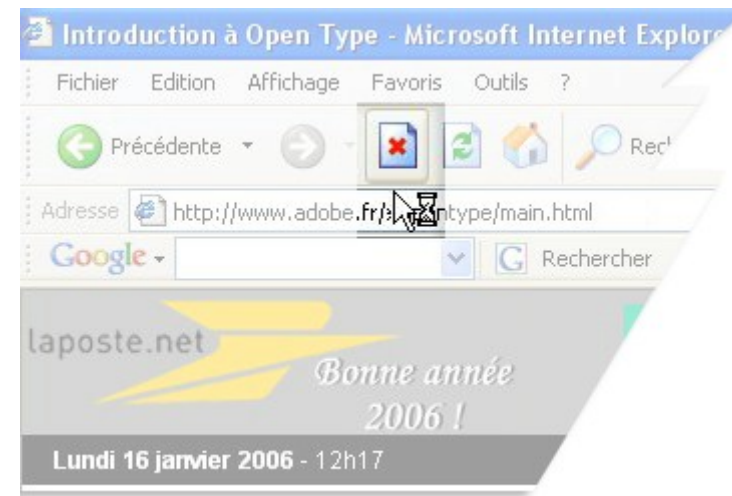 Introduction à Open Type - Microsoft Internet Explore
Fichier Edition Affichage Favoris Outils ?
Précédente Rec
Adresse http://www.adobe.fr/ ntype/main.html
Google G Rechercher
laposte.net
Bonne année
2006 !
Lundi 16 janvier 2006 - 12h17